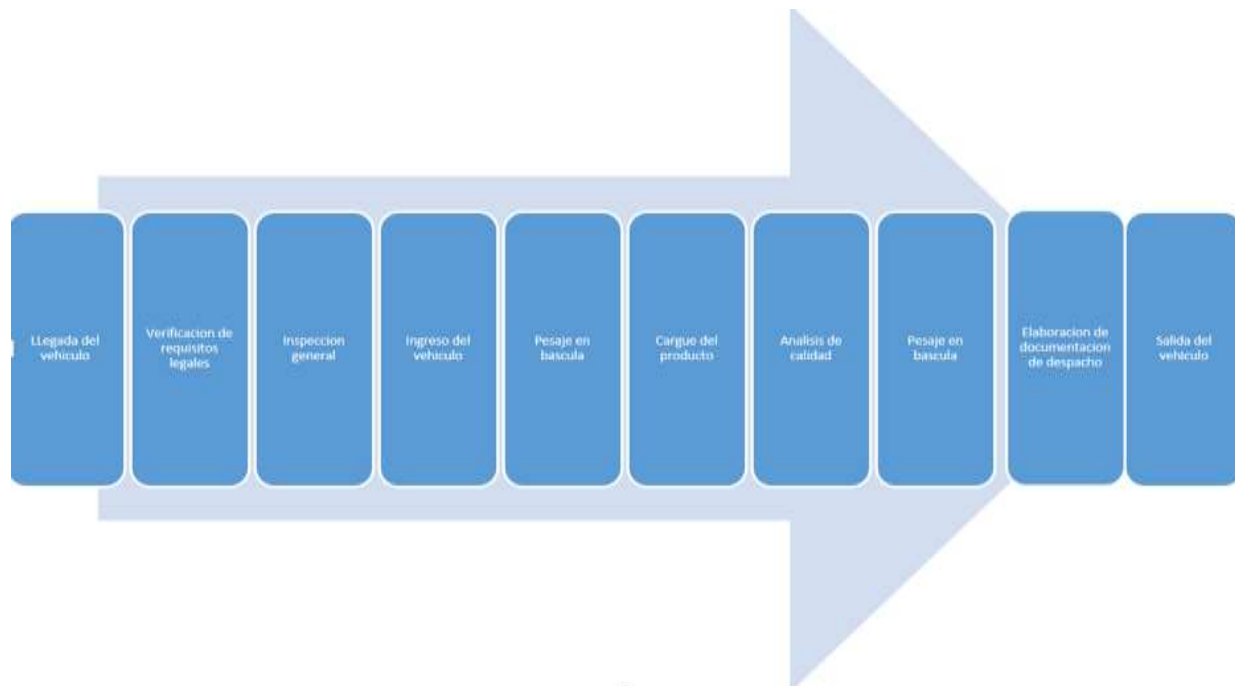 LLegada del
vehiculo
Verificacion de
requisitos
legales
Inspeccion
general
Ingreso del
vehiculo
Pesaje en
bascula
Cargue del
producto
Analisis de
calidad
Pesaje en
bascula
Elaboracion de
documentacion
de despacho
Salida del
vehiculo